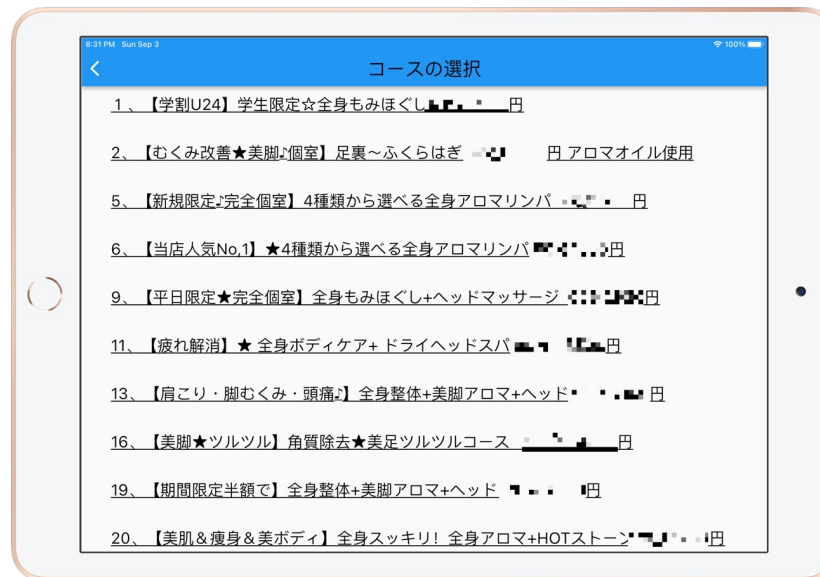 8:31 PM Sun Sep 3 100%
コースの選択
1、【学割U24】学生限定☆全身もみほぐし 円
2、【むくみ改善★美脚♪個室】足裏～ふくらはぎ 円 アロマオイル使用
5、【新規限定♪完全個室】4種類から選べる全身アロマリンパ 円
6、【当店人気No,1】★4種類から選べる全身アロマリンパ 円
9、【平日限定★完全個室】全身もみほぐし+ヘッドマッサージ 円
11、【疲れ解消】★ 全身ボディケア+ ドライヘッドスパ 円
13、【肩こり・脚むくみ・頭痛♪】全身整体+美脚アロマ+ヘッド 円
16、【美脚★ツルツル】角質除去★美足ツルツルコース 円
19、【期間限定半額で】全身整体+美脚アロマ+ヘッド 円
20、【美肌&痩身&美ボディ】全身スッキリ！全身アロマ+HOTストーン 円